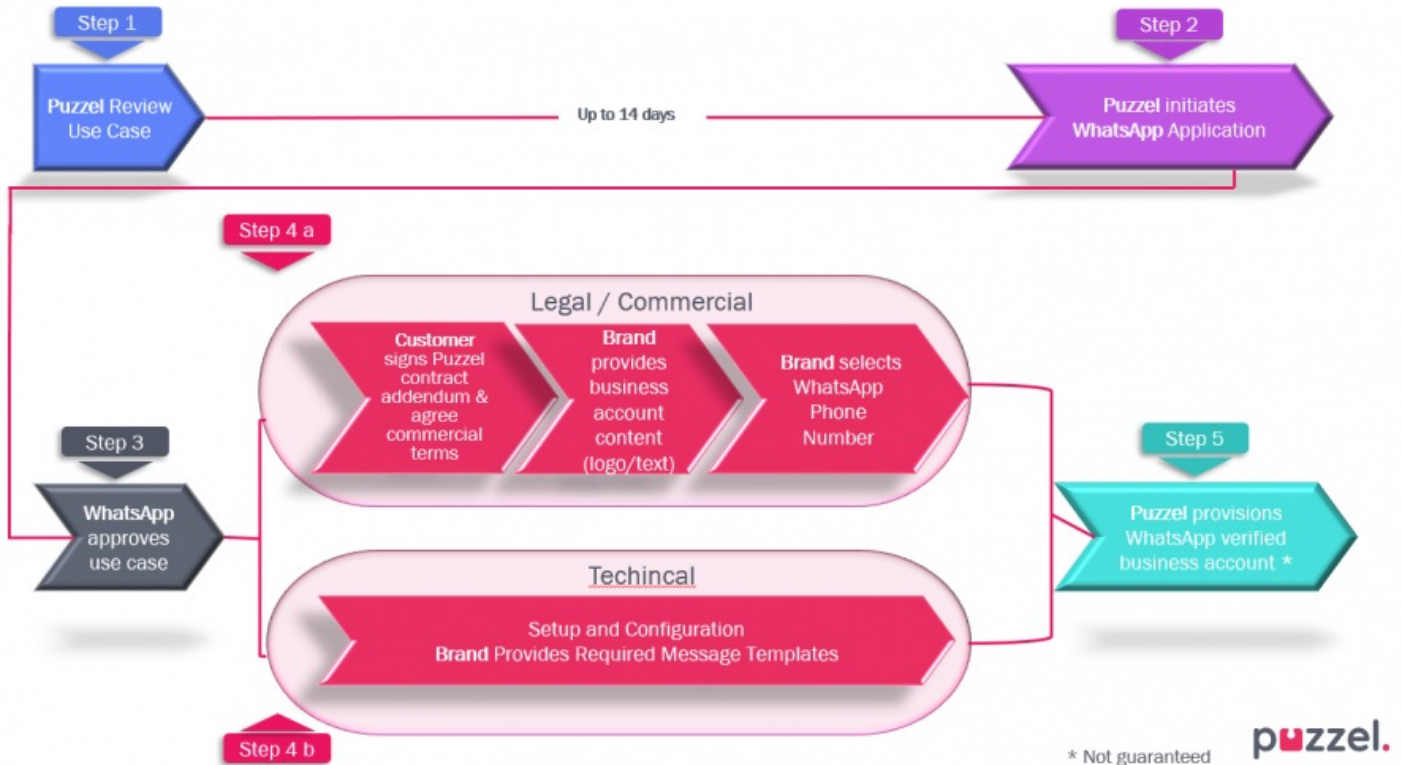 Step 1
Step 2
Puzzel Review
Use Case
Up to 14 days
Puzzel initiates
WhatsApp Application
Step 4 a
Legal / Commercial
Customer
signs Puzzel
contract
addendum &
agree
commercial
terms
Brand
provides
business
account
content
(logo/text)
Brand selects
WhatsApp
Phone
Number
Step 3
WhatsApp
approves
use case
Step 5
Puzzel provisions
WhatsApp verified
business account *
Techincal
Setup and Configuration
Brand Provides Required Message Templates
Step 4 b
* Not guaranteed
puzzel.